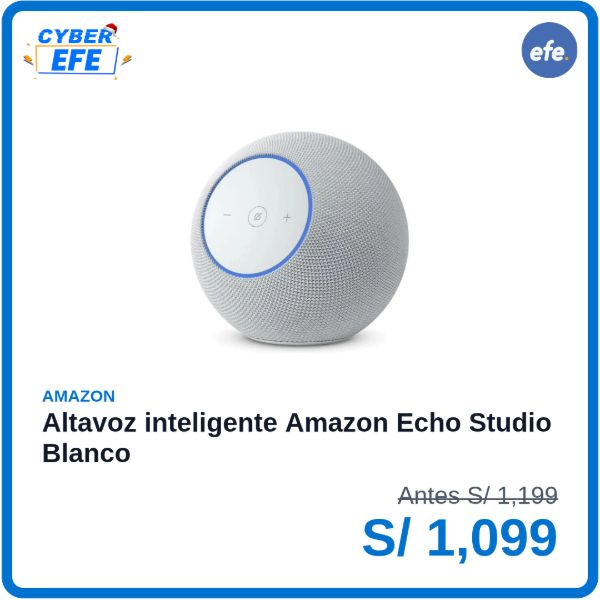 CYBER
EFE
efe.
AMAZON
Altavoz inteligente Amazon Echo Studio
Blanco
Antes S/ 1,199
S/ 1,099